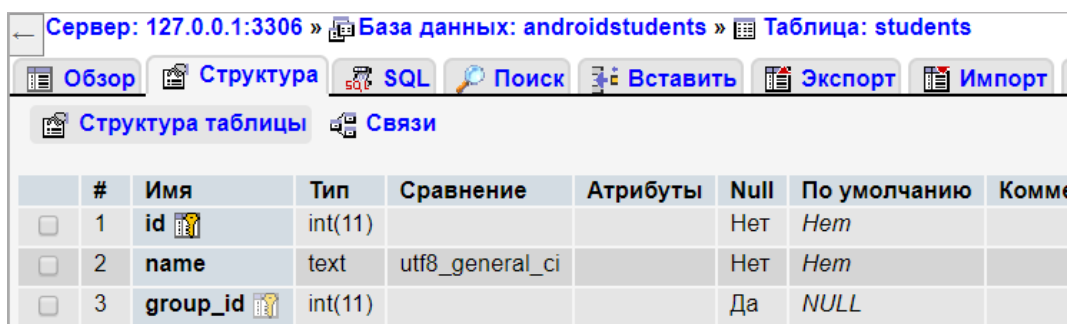 Сервер: 127.0.0.1:3306 » База данных: androidstudents » Таблица: students
Обзор Структура SQL Поиск Вставить Экспорт Импорт
Структура таблицы Связи
# Имя Тип Сравнение Атрибуты Null По умолчанию Комме
1 id int(11) Нет Нет
2 name text utf8_general_ci Нет Нет
3 group_id int(11) Да NULL